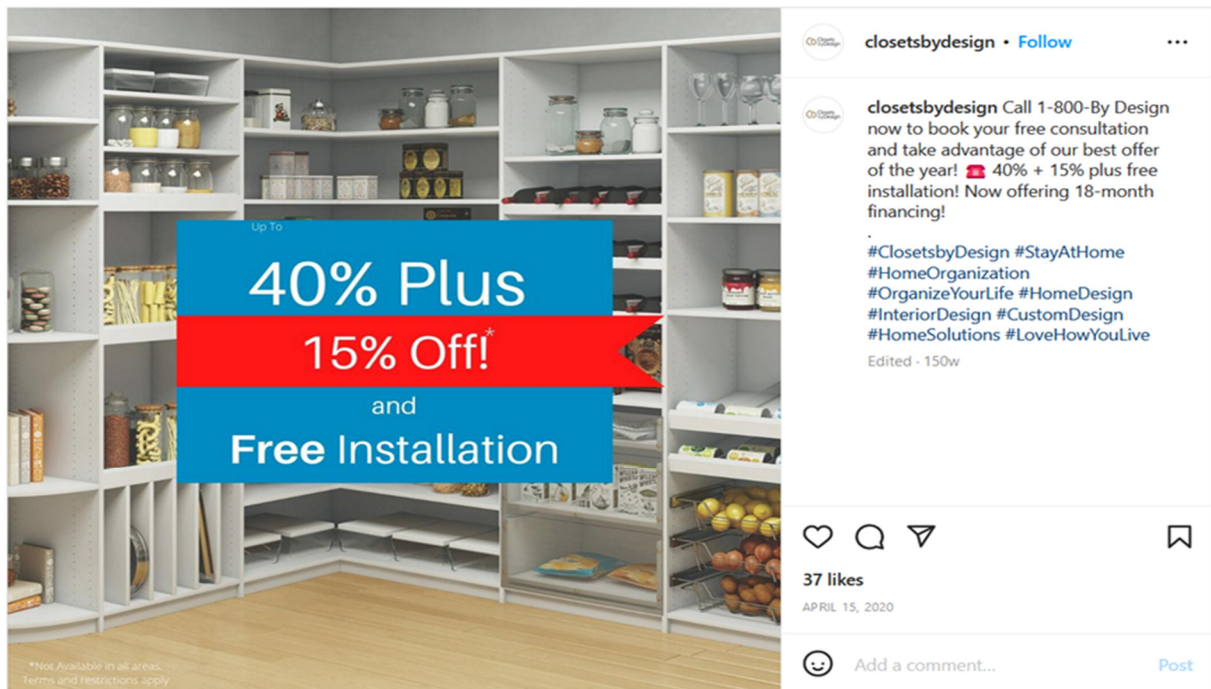 Up To
40% Plus
15% Off!*
and
Free Installation
*Not Available in all areas.
Terms and restrictions apply
closetsbydesign • Follow
closetsbydesign Call 1-800-By Design
now to book your free consultation
and take advantage of our best offer
of the year! ☎️ 40% + 15% plus free
installation! Now offering 18-month
financing!
.
#ClosetsbyDesign #StayAtHome
#HomeOrganization
#OrganizeYourLife #HomeDesign
#InteriorDesign #CustomDesign
#HomeSolutions #LoveHowYouLive
Edited · 150w
37 likes
APRIL 15, 2020
Add a comment...
Post